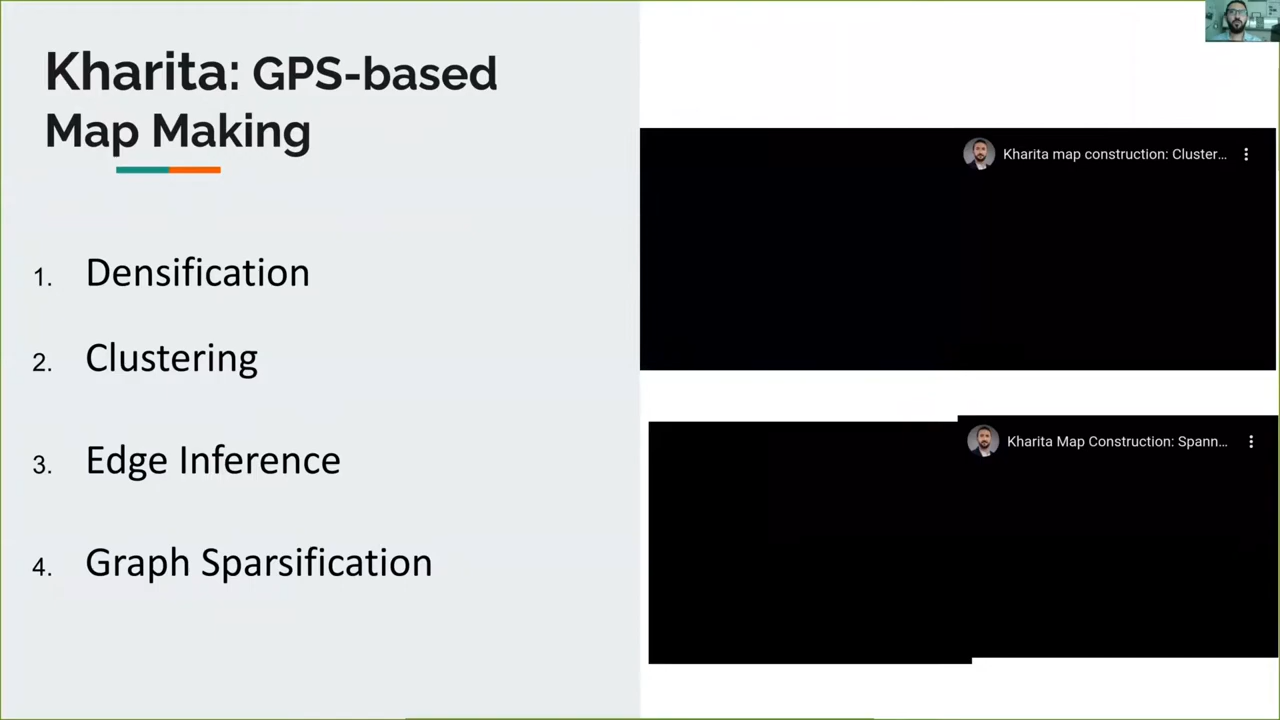 Kharita: GPS-based
Map Making
1. Densification
2. Clustering
3. Edge Inference
4. Graph Sparsification
Kharita map construction: Cluster...
Kharita Map Construction: Spann...